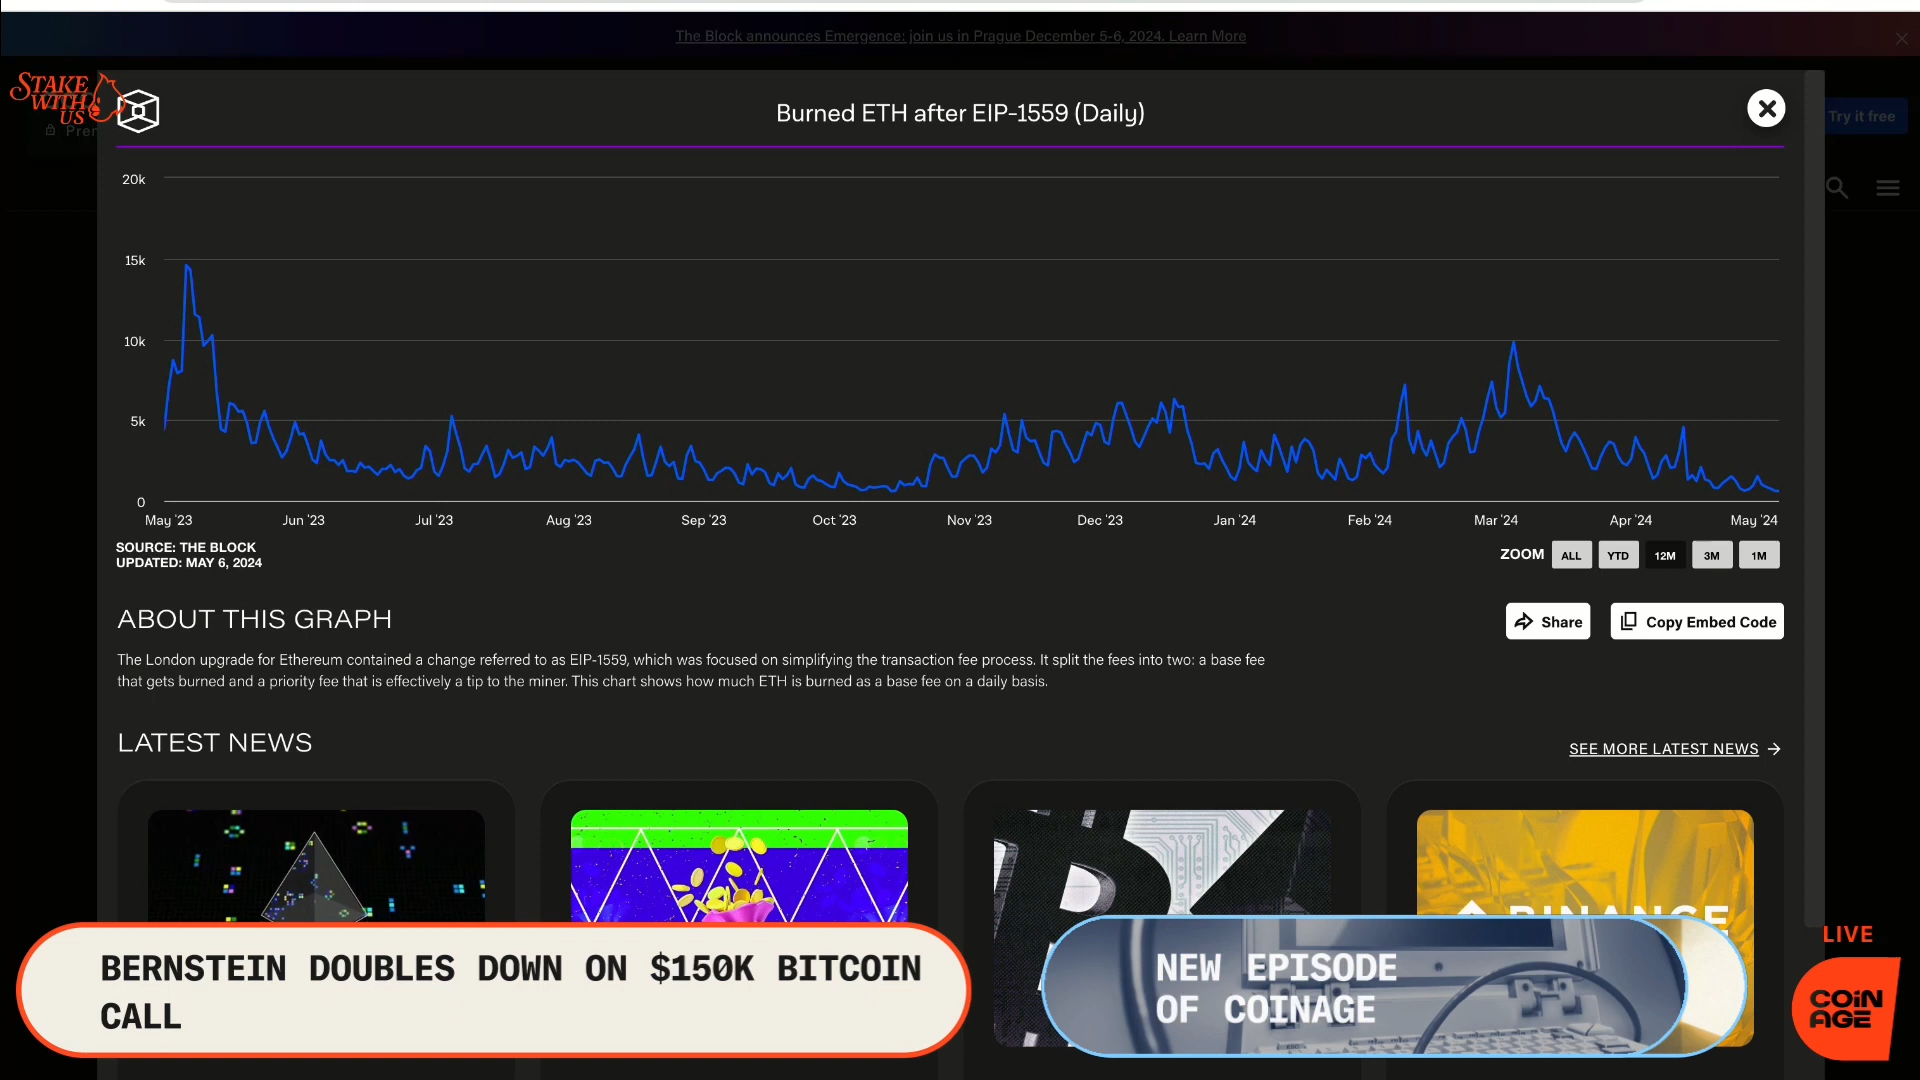 The Block announces Emergence: join us in Prague December 5-6, 2024. Learn More
STAKE
WITH
US
Burned ETH after EIP-1559 (Daily)
Try it free
20k
15k
10k
5k
0
May '23 Jun '23 Jul '23 Aug '23 Sep '23 Oct '23 Nov '23 Dec '23 Jan '24 Feb '24 Mar '24 Apr '24 May '24
SOURCE: THE BLOCK
UPDATED: MAY 6, 2024
ZOOM ALL YTD 12M 3M 1M
ABOUT THIS GRAPH
Share Copy Embed Code
The London upgrade for Ethereum contained a change referred to as EIP-1559, which was focused on simplifying the transaction fee process. It split the fees into two: a base fee
that gets burned and a priority fee that is effectively a tip to the miner. This chart shows how much ETH is burned as a base fee on a daily basis.
LATEST NEWS
SEE MORE LATEST NEWS
BINANCE
BERNSTEIN DOUBLES DOWN ON $150K BITCOIN
CALL
NEW EPISODE
OF COINAGE
LIVE
COIN
AGE